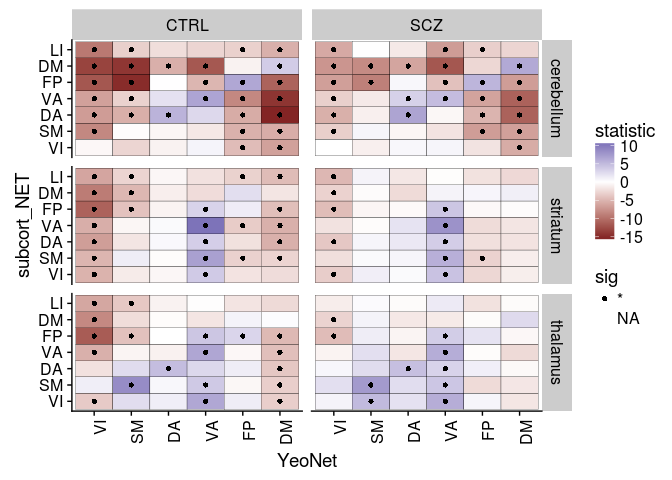 CTRL
SCZ
subcort_NET
LI
DM
FP
VA
DA
SM
VI
cerebellum
LI
DM
FP
VA
DA
SM
VI
striatum
LI
DM
FP
VA
DA
SM
VI
thalamus
VI
SM
DA
VA
FP
DM
VI
SM
DA
VA
FP
DM
YeoNet
statistic
10
5
0
-5
-10
-15
sig
*
NA